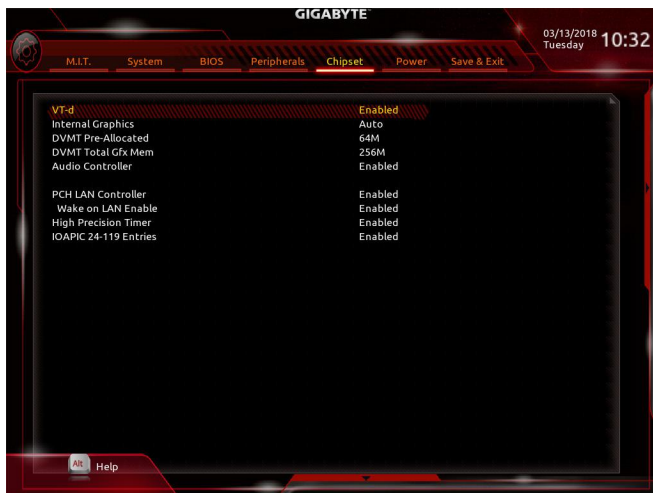 GIGABYTE™
03/13/2018
Tuesday
10:32
M.I.T. System BIOS Peripherals Chipset Power Save & Exit
VT-d Enabled
Internal Graphics Auto
DVMT Pre-Allocated 64M
DVMT Total Gfx Mem 256M
Audio Controller Enabled
PCH LAN Controller Enabled
Wake on LAN Enable Enabled
High Precision Timer Enabled
IOAPIC 24-119 Entries Enabled
Alt Help